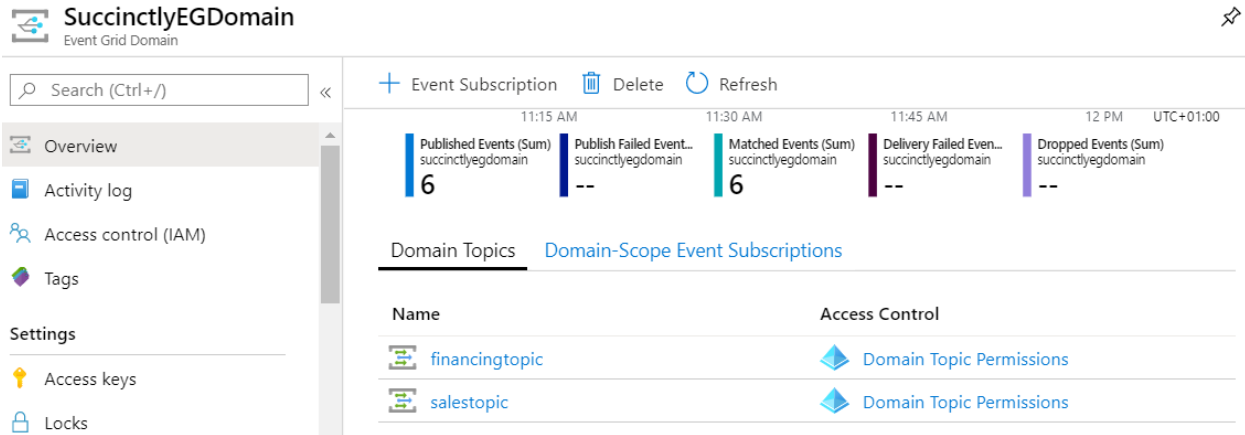 SuccinctlyEGDomain
Event Grid Domain
Search (Ctrl+/)
«
Overview
Activity log
Access control (IAM)
Tags
Settings
Access keys
Locks
Event Subscription Delete Refresh
11:15 AM 11:30 AM 11:45 AM 12 PM UTC+01:00
Published Events (Sum) Publish Failed Event... Matched Events (Sum) Delivery Failed Even... Dropped Events (Sum)
succinctlyegdomain succinctlyegdomain succinctlyegdomain succinctlyegdomain succinctlyegdomain
6 -- 6 -- --
Domain Topics Domain-Scope Event Subscriptions
Name Access Control
financingtopic Domain Topic Permissions
salestopic Domain Topic Permissions